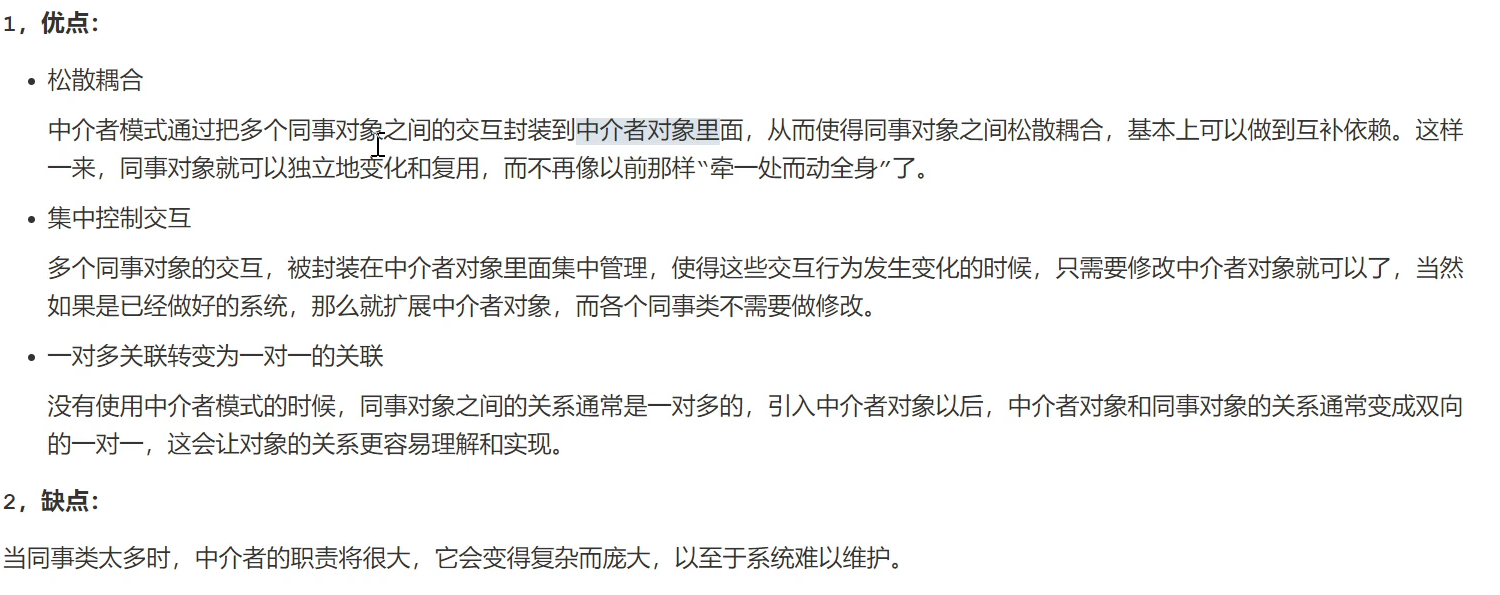 1，优点：
• 松散耦合
中介者模式通过把多个同事对象之间的交互封装到中介者对象里面，从而使得同事对象之间松散耦合，基本上可以做到互补依赖。这样
一来，同事对象就可以独立地变化和复用，而不再像以前那样“牵一处而动全身”了。
• 集中控制交互
多个同事对象的交互，被封装在中介者对象里面集中管理，使得这些交互行为发生变化的时候，只需要修改中介者对象就可以了，当然
如果是已经做好的系统，那么就扩展中介者对象，而各个同事类不需要做修改。
• 一对多关联转变为一对一的关联
没有使用中介者模式的时候，同事对象之间的关系通常是一对多的，引入中介者对象以后，中介者对象和同事对象的关系通常变成双向
的一对一，这会让对象的关系更容易理解和实现。
2，缺点：
当同事类太多时，中介者的职责将很大，它会变得复杂而庞大，以至于系统难以维护。